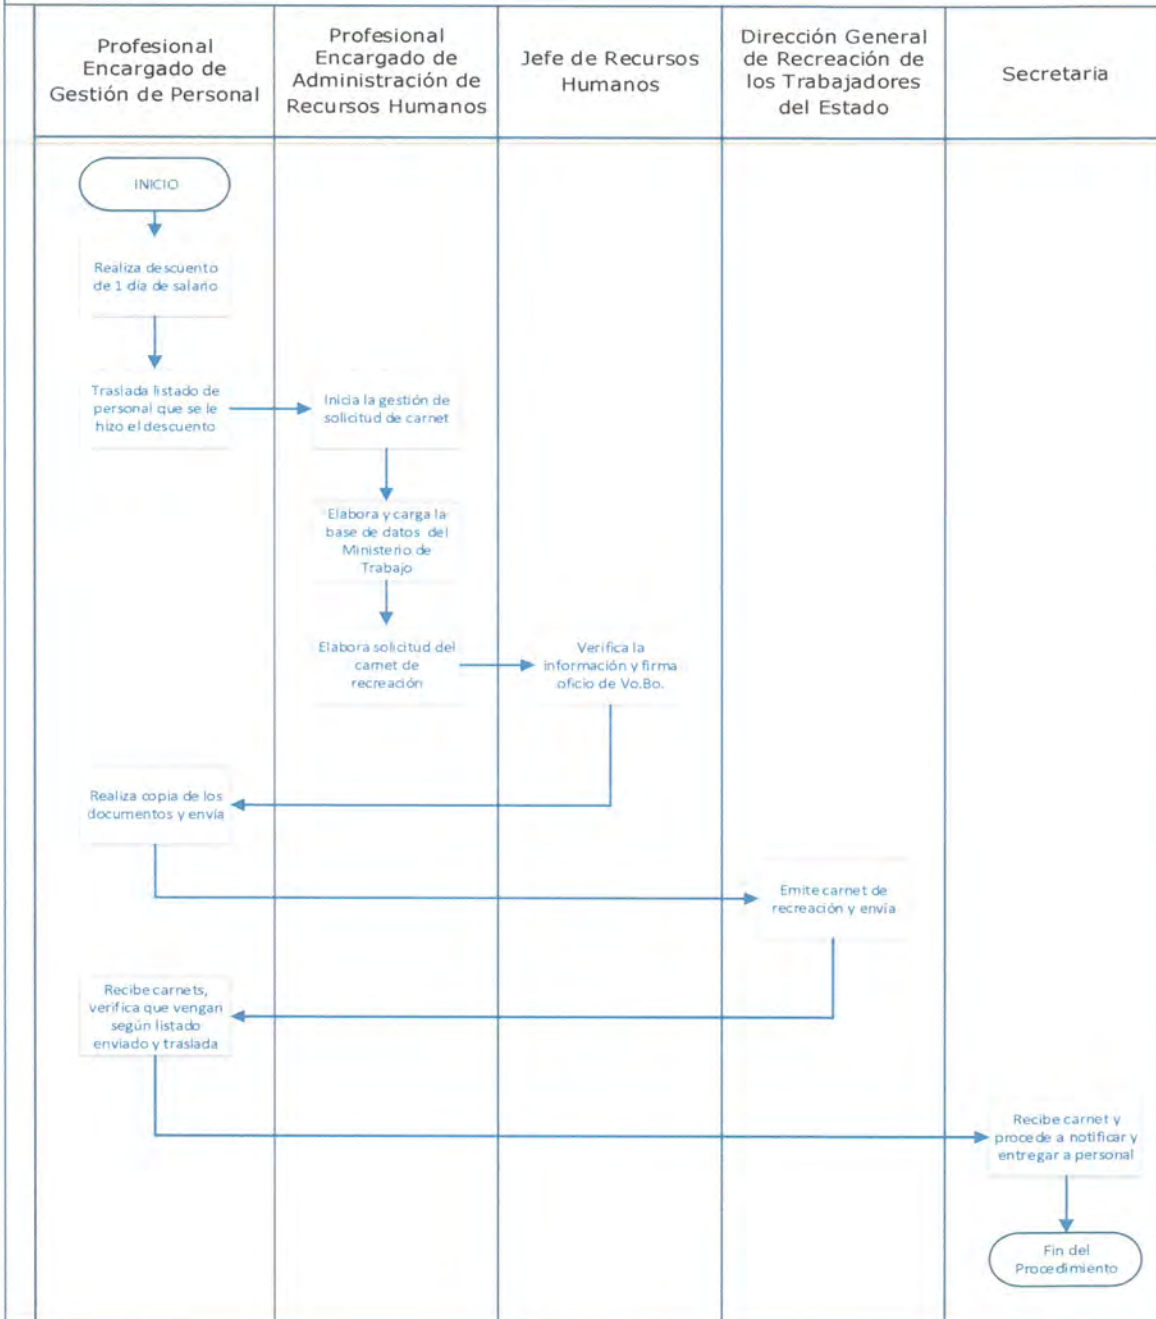 Profesional
Encargado de
Gestión de Personal
Profesional
Encargado de
Administración de
Recursos Humanos
Jefe de Recursos
Humanos
Dirección General
de Recreación de
los Trabajadores
del Estado
Secretaria
INICIO
Realiza descuento
de 1 día de salario
Traslada listado de
personal que se le
hizo el descuento
Inicia la gestión de
solicitud de carnet
Elabora y carga la
base de datos del
Ministerio de
Trabajo
Elabora solicitud del
carnet de
recreación
Verifica la
información y firma
oficio de Vo.Bo.
Realiza copia de los
documentos y envía
Emite carnet de
recreación y envía
Recibe carnets,
verifica que vengan
según listado
enviado y traslada
Recibe carnet y
procede a notificar y
entregar a personal
Fin del
Procedimiento